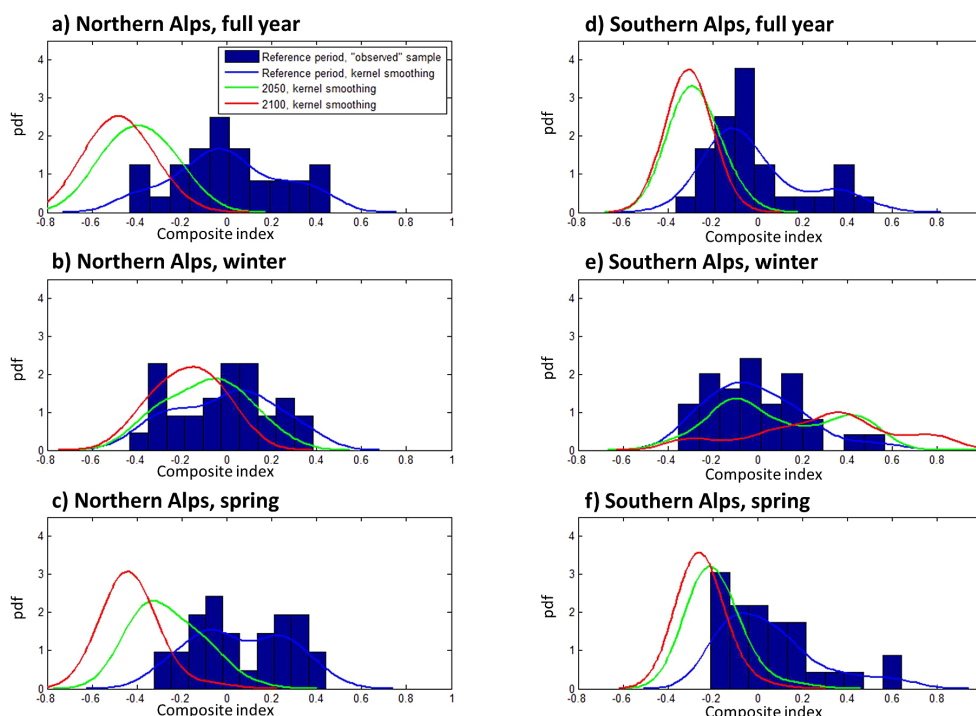 a) Northern Alps, full year
Reference period, "observed" sample
Reference period, kernel smoothing
2050, kernel smoothing
2100, kernel smoothing
pdf
4
3
2
1
0
-0.8 -0.6 -0.4 -0.2 0 0.2 0.4 0.6 0.8 1
Composite index
d) Southern Alps, full year
pdf
4
3
2
1
0
-0.8 -0.6 -0.4 -0.2 0 0.2 0.4 0.6 0.8
Composite index
b) Northern Alps, winter
pdf
4
3
2
1
0
-0.8 -0.6 -0.4 -0.2 0 0.2 0.4 0.6 0.8 1
Composite index
e) Southern Alps, winter
pdf
4
3
2
1
0
-0.8 -0.6 -0.4 -0.2 0 0.2 0.4 0.6 0.8
Composite index
c) Northern Alps, spring
pdf
4
3
2
1
0
-0.8 -0.6 -0.4 -0.2 0 0.2 0.4 0.6 0.8 1
Composite index
f) Southern Alps, spring
pdf
4
3
2
1
0
-0.8 -0.6 -0.4 -0.2 0 0.2 0.4 0.6 0.8
Composite index